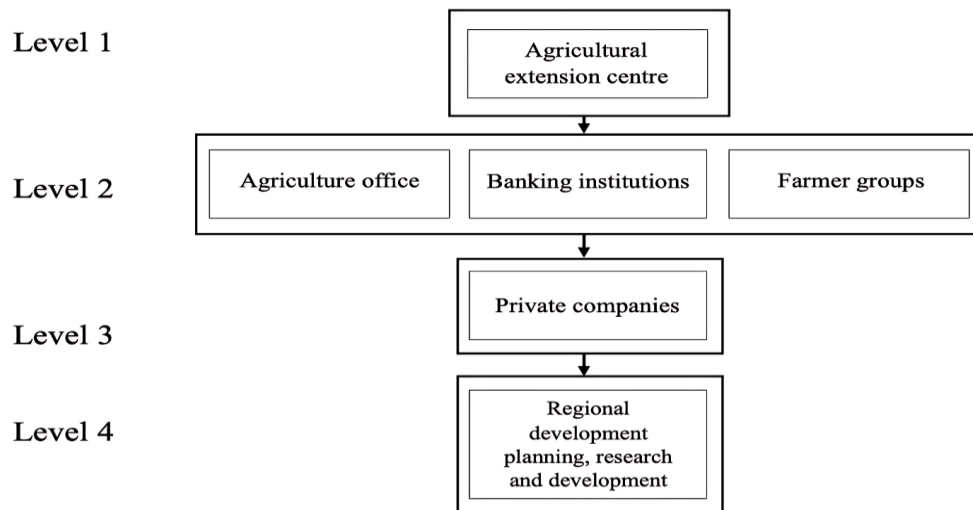 Level 1
Agricultural
extension centre
Level 2
Agriculture office
Banking institutions
Farmer groups
Level 3
Private companies
Level 4
Regional
development
planning, research
and development